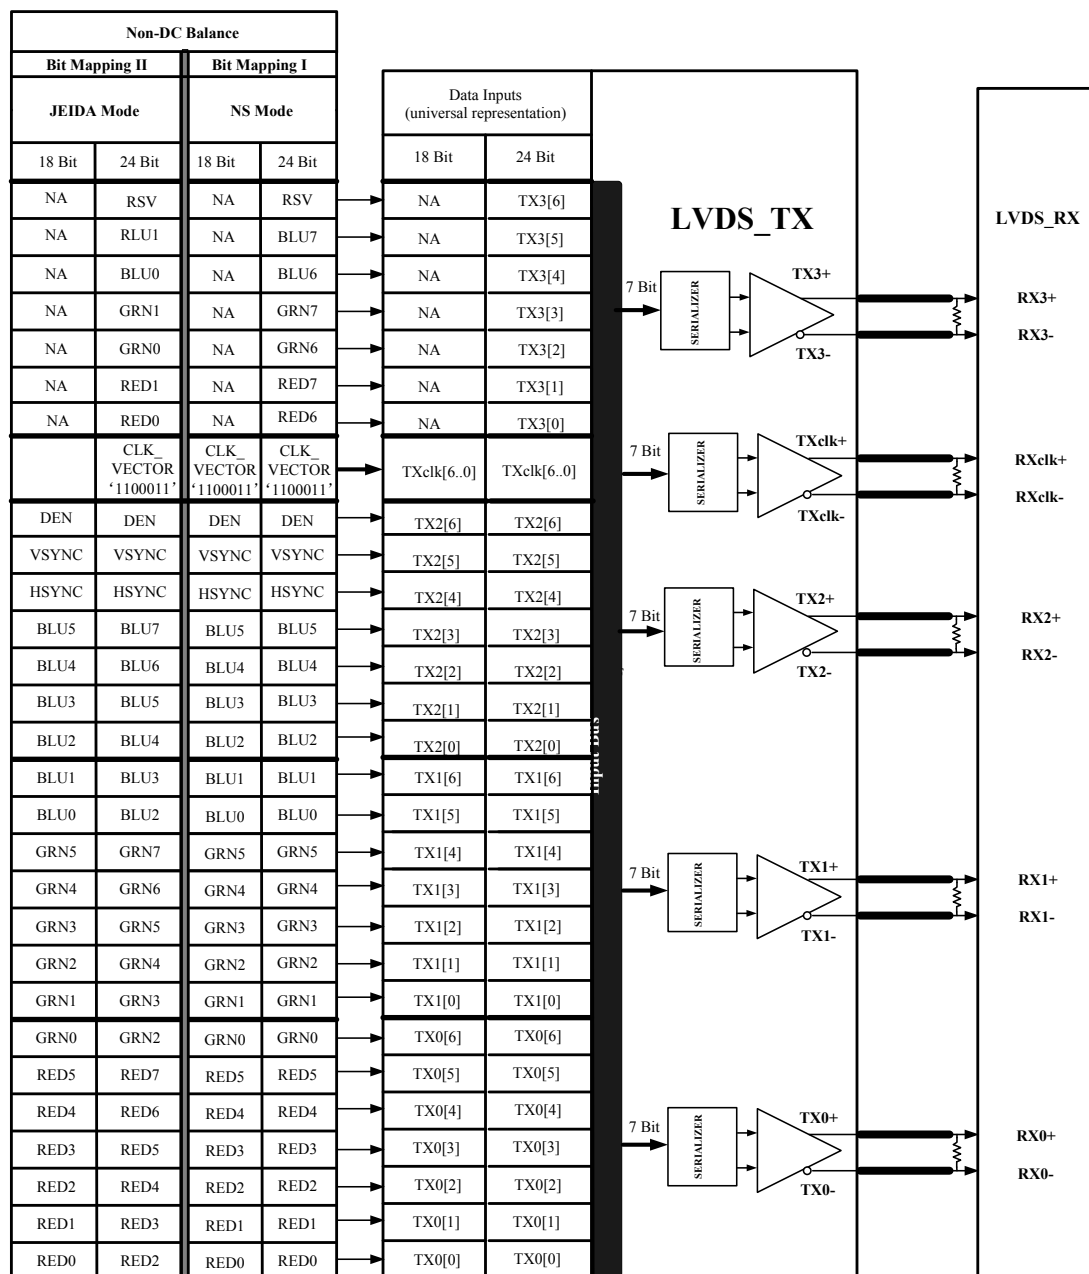 Non-DC Balance
Bit Mapping II Bit Mapping I
JEIDA Mode NS Mode
Data Inputs
(universal representation)
18 Bit 24 Bit 18 Bit 24 Bit 18 Bit 24 Bit
NA RSV NA RSV NA TX3[6]
NA RLU1 NA BLU7 NA TX3[5]
NA BLU0 NA BLU6 NA TX3[4]
NA GRN1 NA GRN7 NA TX3[3]
NA GRN0 NA GRN6 NA TX3[2]
NA RED1 NA RED7 NA TX3[1]
NA RED0 NA RED6 NA TX3[0]
CLK_ CLK_ CLK_
VECTOR VECTOR VECTOR TXclk[6..0] TXclk[6..0]
‘1100011’ ‘1100011’ ‘1100011’
DEN DEN DEN DEN TX2[6] TX2[6]
VSYNC VSYNC VSYNC VSYNC TX2[5] TX2[5]
HSYNC HSYNC HSYNC HSYNC TX2[4] TX2[4]
BLU5 BLU7 BLU5 BLU5 TX2[3] TX2[3]
BLU4 BLU6 BLU4 BLU4 TX2[2] TX2[2]
BLU3 BLU5 BLU3 BLU3 TX2[1] TX2[1]
BLU2 BLU4 BLU2 BLU2 TX2[0] TX2[0]
BLU1 BLU3 BLU1 BLU1 TX1[6] TX1[6]
BLU0 BLU2 BLU0 BLU0 TX1[5] TX1[5]
GRN5 GRN7 GRN5 GRN5 TX1[4] TX1[4]
GRN4 GRN6 GRN4 GRN4 TX1[3] TX1[3]
GRN3 GRN5 GRN3 GRN3 TX1[2] TX1[2]
GRN2 GRN4 GRN2 GRN2 TX1[1] TX1[1]
GRN1 GRN3 GRN1 GRN1 TX1[0] TX1[0]
GRN0 GRN2 GRN0 GRN0 TX0[6] TX0[6]
RED5 RED7 RED5 RED5 TX0[5] TX0[5]
RED4 RED6 RED4 RED4 TX0[4] TX0[4]
RED3 RED5 RED3 RED3 TX0[3] TX0[3]
RED2 RED4 RED2 RED2 TX0[2] TX0[2]
RED1 RED3 RED1 RED1 TX0[1] TX0[1]
RED0 RED2 RED0 RED0 TX0[0] TX0[0]
Input Bus
LVDS_TX
LVDS_RX
7 Bit
SERIALIZER
TX3+
TX3-
RX3+
RX3-
7 Bit
SERIALIZER
TXclk+
TXclk-
RXclk+
RXclk-
7 Bit
SERIALIZER
TX2+
TX2-
RX2+
RX2-
7 Bit
SERIALIZER
TX1+
TX1-
RX1+
RX1-
7 Bit
SERIALIZER
TX0+
TX0-
RX0+
RX0-